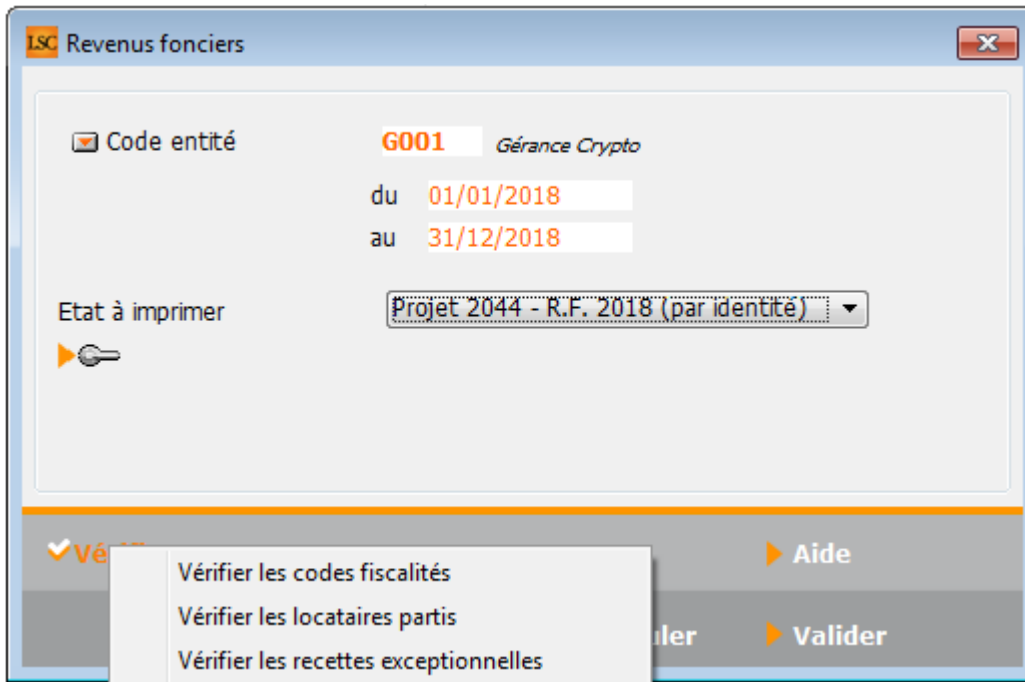 LSC Revenus fonciers
Code entité G001 Gérance Crypto
du 01/01/2018
au 31/12/2018
Etat à imprimer Projet 2044 - R.F. 2018 (par identité)
Aide
Vérifier les codes fiscalités
Vérifier les locataires partis
uler Valider
Vérifier les recettes exceptionnelles